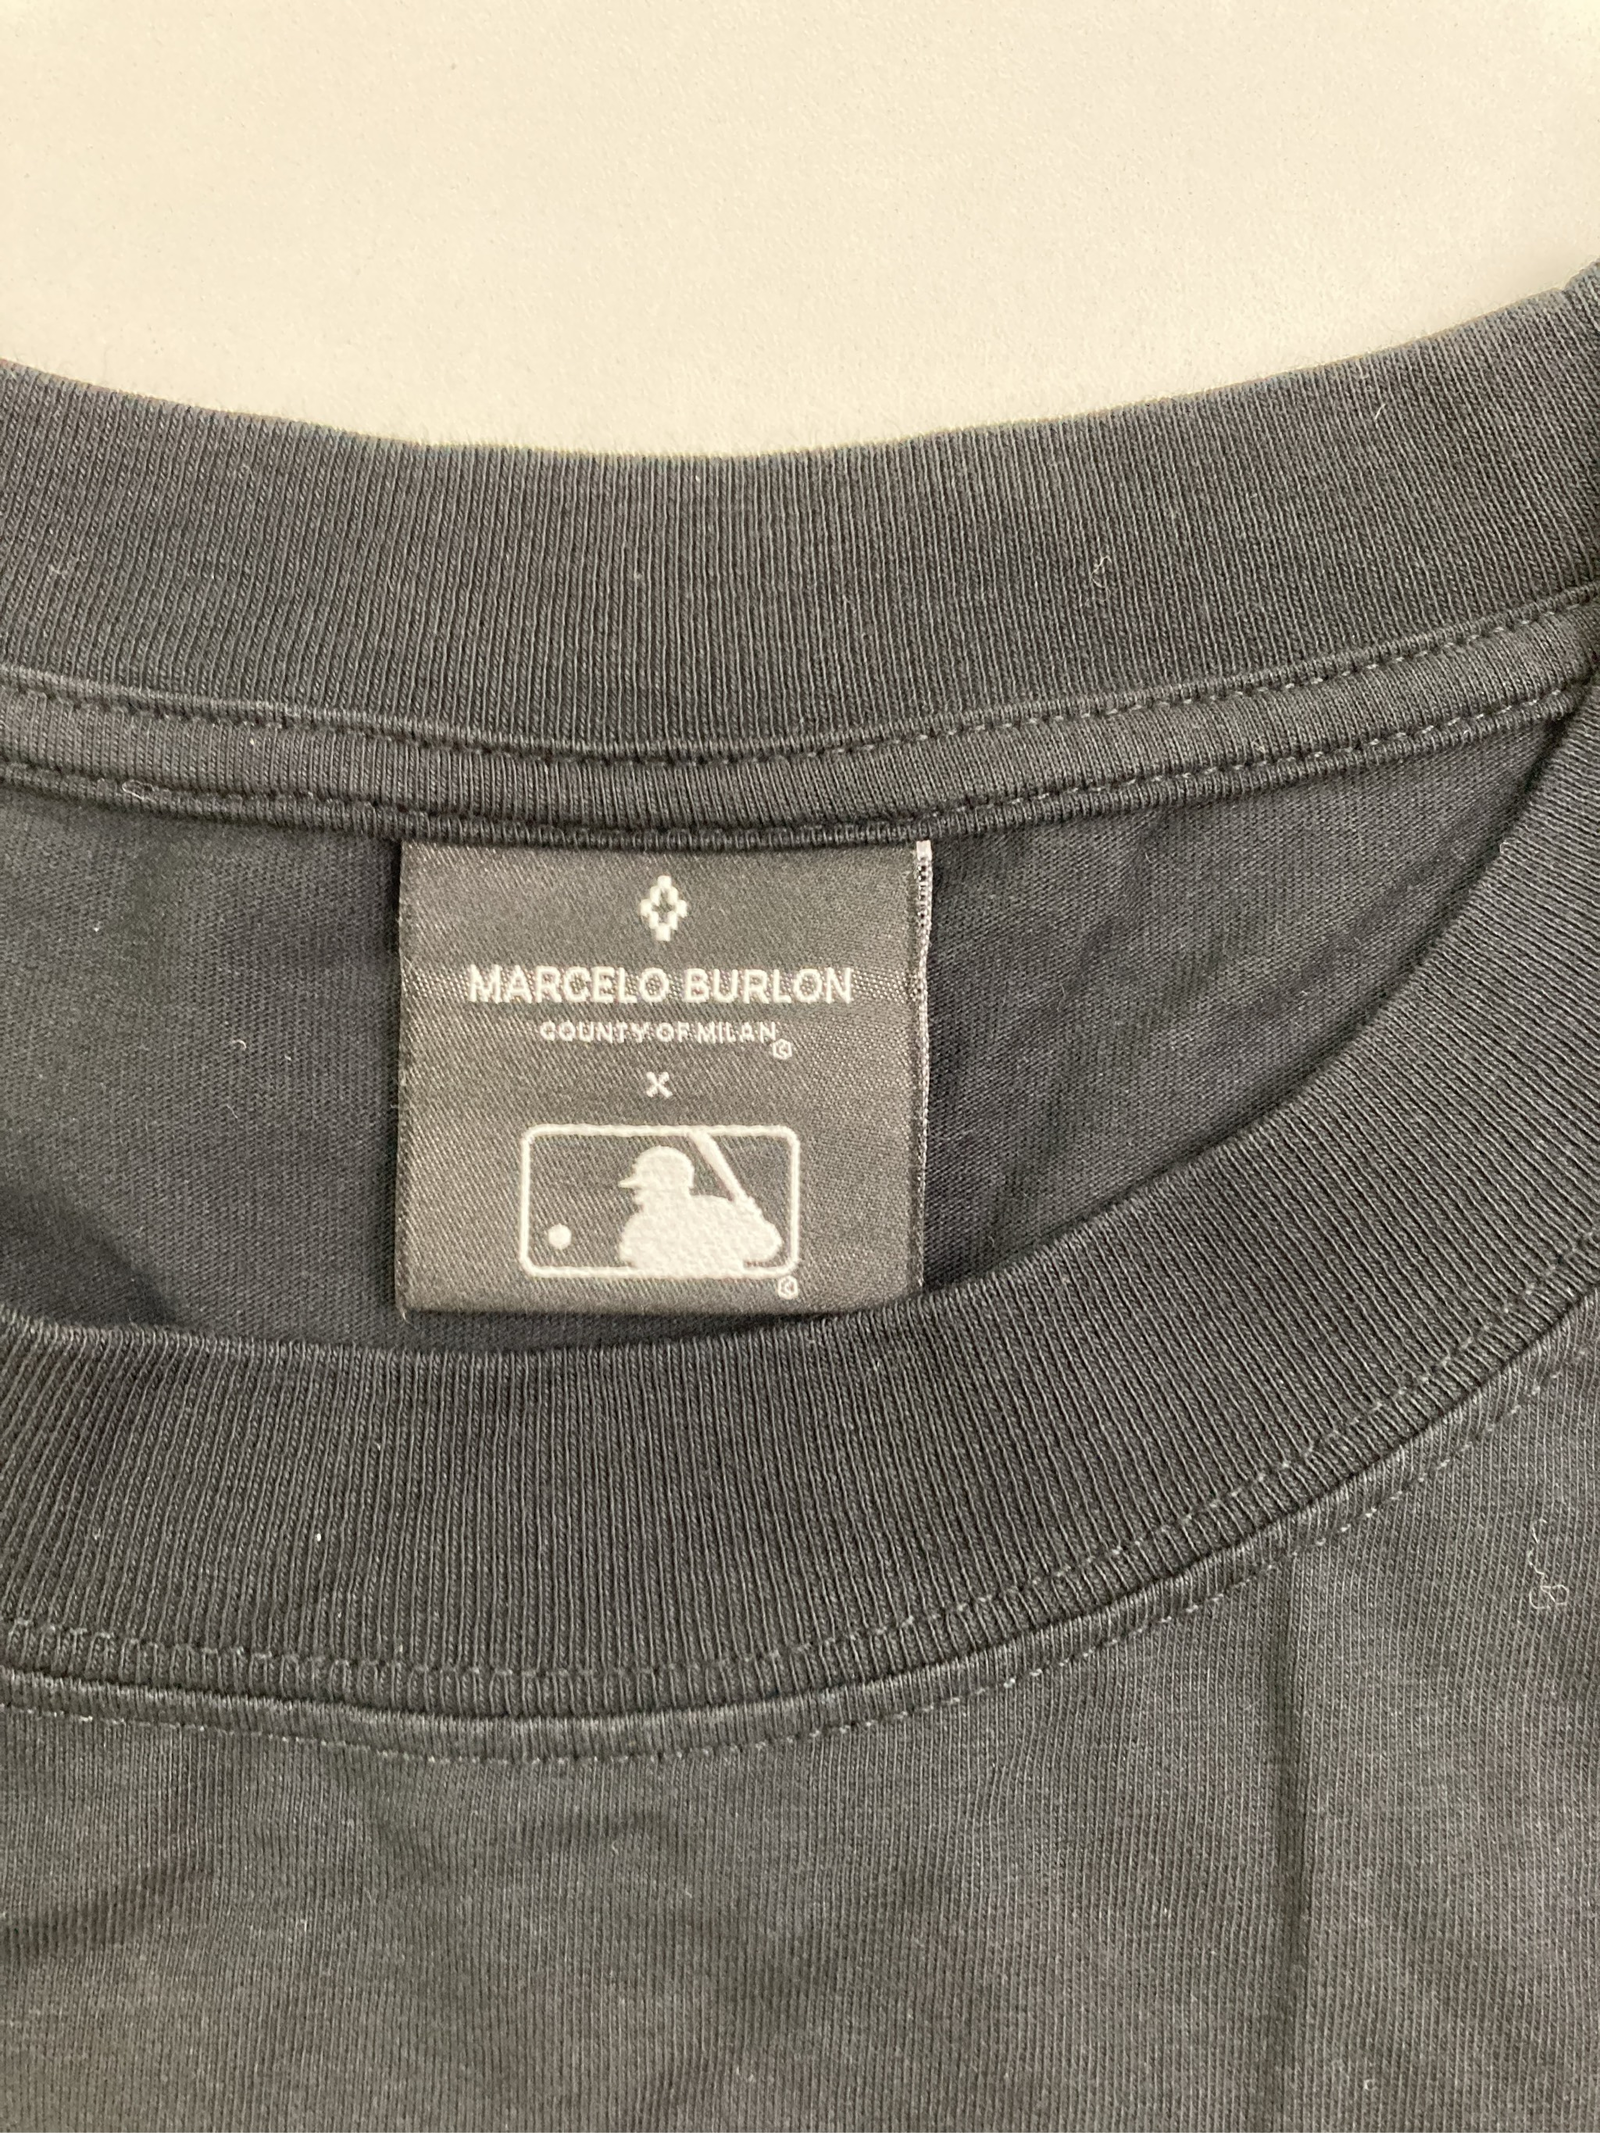 MARCELO BURLON
COUNTY OF MILAN
X